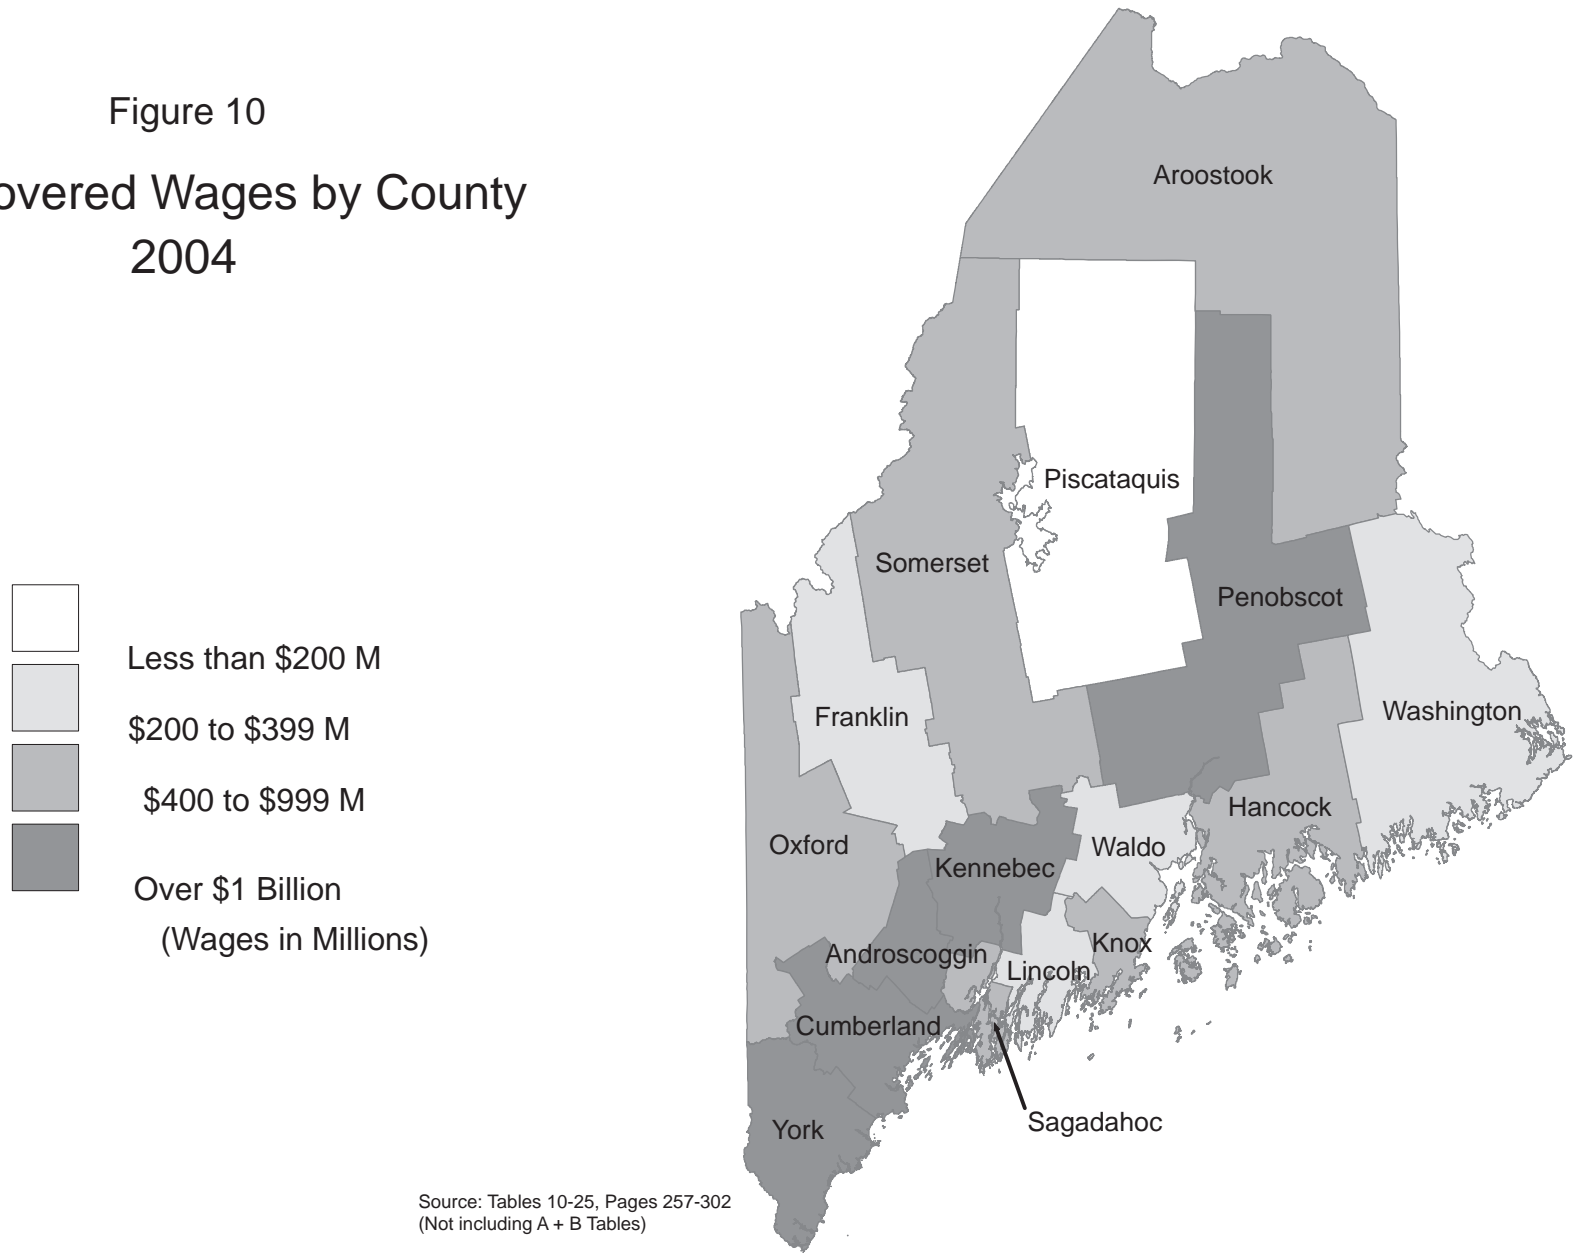 Figure 10
overed Wages by County
2004
Less than $200 M
$200 to $399 M
$400 to $999 M
Over $1 Billion
(Wages in Millions)
Aroostook
Piscataquis
Somerset
Penobscot
Franklin
Washington
Hancock
Oxford
Waldo
Kennebec
Knox
Androscoggin
Lincoln
Cumberland
Sagadahoc
York
Source: Tables 10-25, Pages 257-302
(Not including A + B Tables)